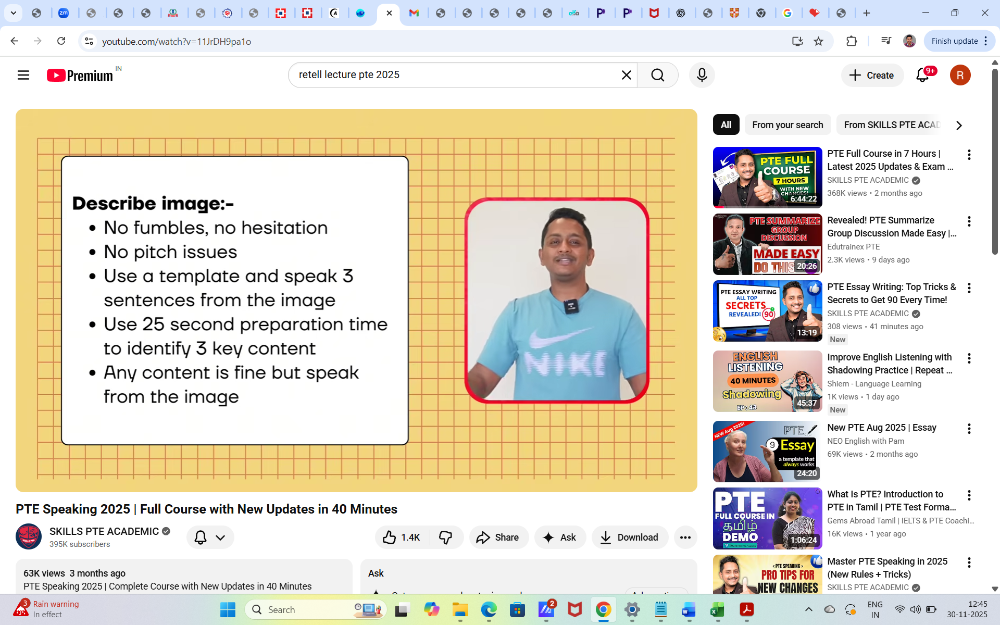 zm
youtube.com/watch?v=11JrDH9pa1o
Finish update
Premium
IN
retell lecture pte 2025
Create
9+
R
Describe image:-
• No fumbles, no hesitation
• No pitch issues
• Use a template and speak 3
sentences from the image
• Use 25 second preparation time
to identify 3 key content
• Any content is fine but speak
from the image
NIKE
PTE Speaking 2025 | Full Course with New Updates in 40 Minutes
SKILLS PTE ACADEMIC
395K subscribers
1.4K
Share
Ask
Download
63K views 3 months ago
PTE Speaking 2025 | Complete Course with New Updates in 40 Minutes
Ask
All
From your search
From SKILLS PTE ACAD
PTE FULL
COURSE
7 HOURS
WITH NEW
CHANGES!
6:44:22
PTE Full Course in 7 Hours |
Latest 2025 Updates & Exam ...
SKILLS PTE ACADEMIC
368K views • 2 months ago
PTE SUMMARIZE
GROUP
DISCUSSION
MADE EASY
DO THIS
20:26
Revealed! PTE Summarize
Group Discussion Made Easy |...
Edutrainex PTE
2.3K views • 9 days ago
PTE ESSAY WRITING
ALL TOP
SECRETS
REVEALED! 90
13:19
PTE Essay Writing: Top Tricks &
Secrets to Get 90 Every Time!
SKILLS PTE ACADEMIC
308 views • 41 minutes ago
New
ENGLISH
LISTENING
40 MINUTES
Shadowing
EP : 43
45:37
Improve English Listening with
Shadowing Practice | Repeat ...
Shiem - Language Learning
1K views • 1 day ago
New
New Aug 2025!
PTE
9 Essay
a template that
always works
24:20
New PTE Aug 2025 | Essay
NEO English with Pam
69K views • 2 months ago
PTE
FULL COURSE IN
தமிழ்
DEMO
1:06:24
What Is PTE? Introduction to
PTE in Tamil | PTE Test Forma...
Gems Abroad Tamil | IELTS & PTE Coachi...
16K views • 1 year ago
< PTE SPEAKING >
PRO TIPS FOR
NEW CHANGES
Master PTE Speaking in 2025
(New Rules + Tricks)
SKILLS PTE ACADEMIC
3
Rain warning
In effect
Search
2
ENG
IN
12:45
30-11-2025